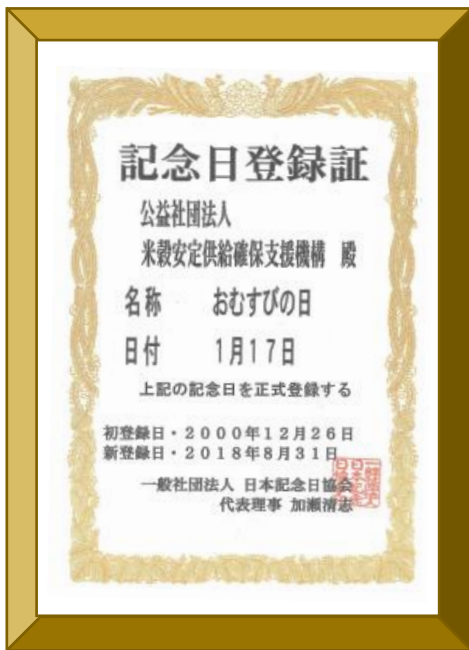 記念日登録証
公益社団法人
米穀安定供給確保支援機構 殿
名称 おむすびの日
日付 1月17日
上記の記念日を正式登録する
初登録日・2000年12月26日
新登録日・2018年8月31日
一般社団法人 日本記念日協会
代表理事 加瀬清志